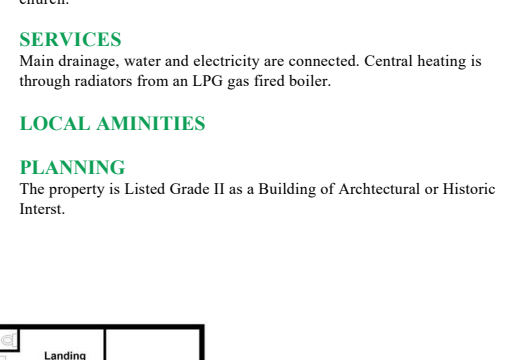 church.
SERVICES
Main drainage, water and electricity are connected. Central heating is
through radiators from an LPG gas fired boiler.
LOCAL AMINITIES
PLANNING
The property is Listed Grade II as a Building of Archtectural or Historic
Interst.
Landing